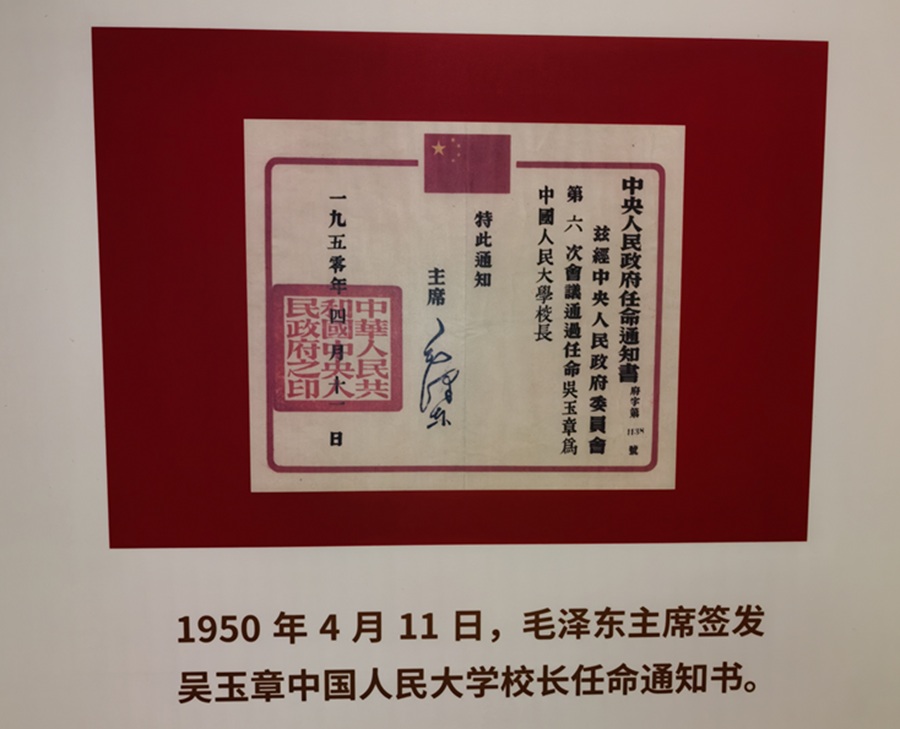 中央人民政府任命通知書 府字第 號
茲經中央人民政府委員會
第六次會議通過任命吳玉章爲
中國人民大學校長
特此通知
主席 毛泽东
一九五零年四月十一日
中華人民共
和國中央人
民政府之印
1950 年 4 月 11 日，毛泽东主席签发
吴玉章中国人民大学校长任命通知书。